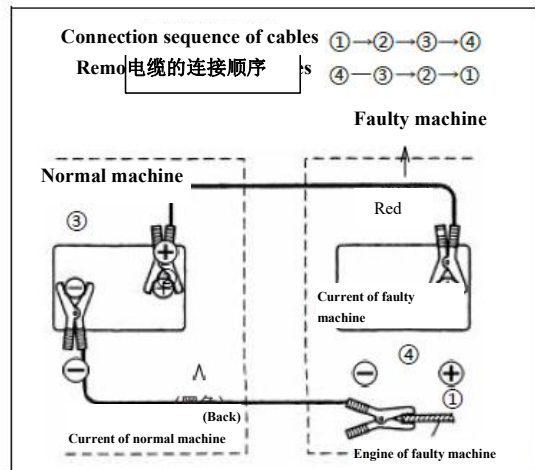 Connection sequence of cables ①→②→③→④
Remo电缆的连接顺序es ④—③→②→①
Faulty machine
Normal machine
Red
③
⊕
⊖
Current of faulty
machine
④
⊖
⊖ ⊕
①
(Back)
Current of normal machine
Engine of faulty machine